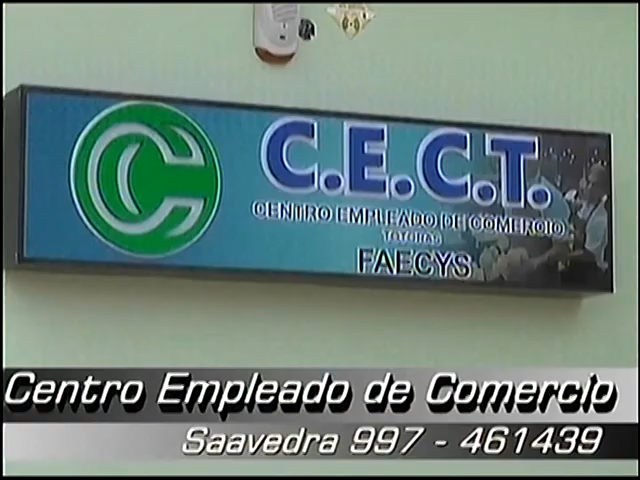 C.E.C.T.
CENTRO EMPLEADO DE COMERCIO
FAECYS
Centro Empleado de Comercio
Saavedra 997 - 461439